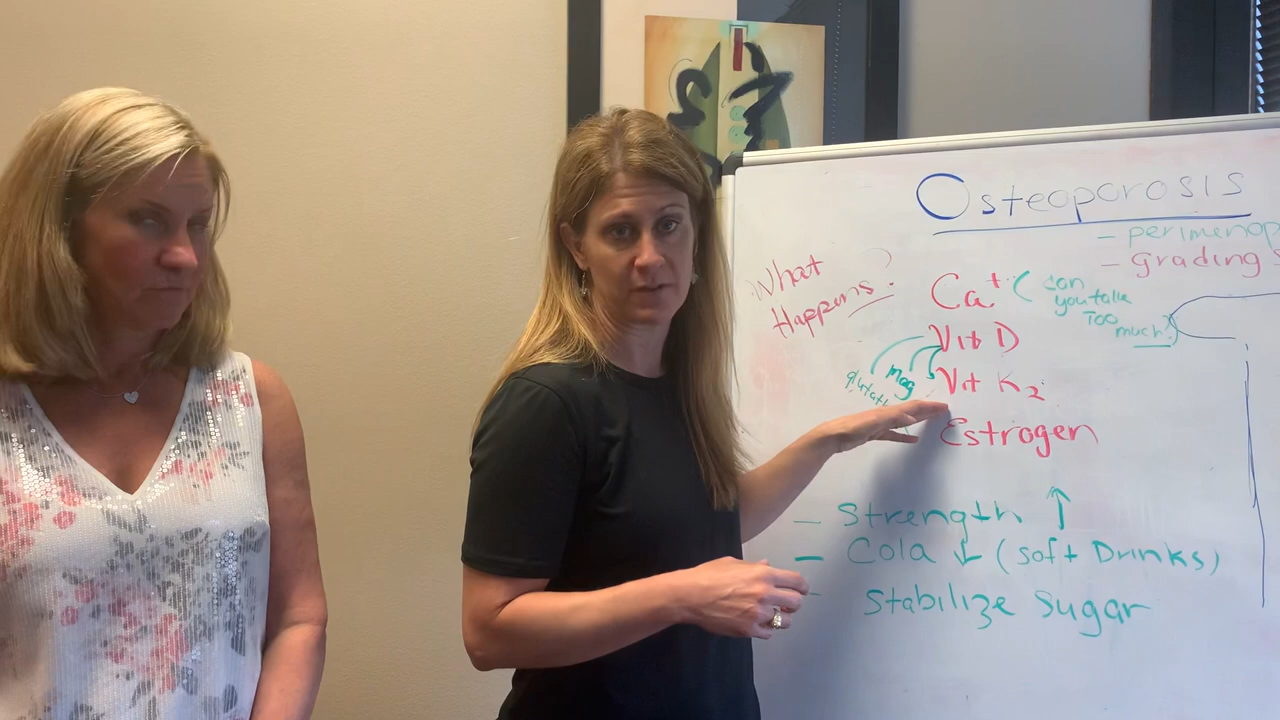 Osteoporosis
- perimenop
- grading s
What
Happens?
Ca+ ( can
you take
Too
much?)
Vit D
mag
Vit K2
Estrogen
- Strength ↑
- Cola ↓ (soft Drinks)
- Stabilize Sugar